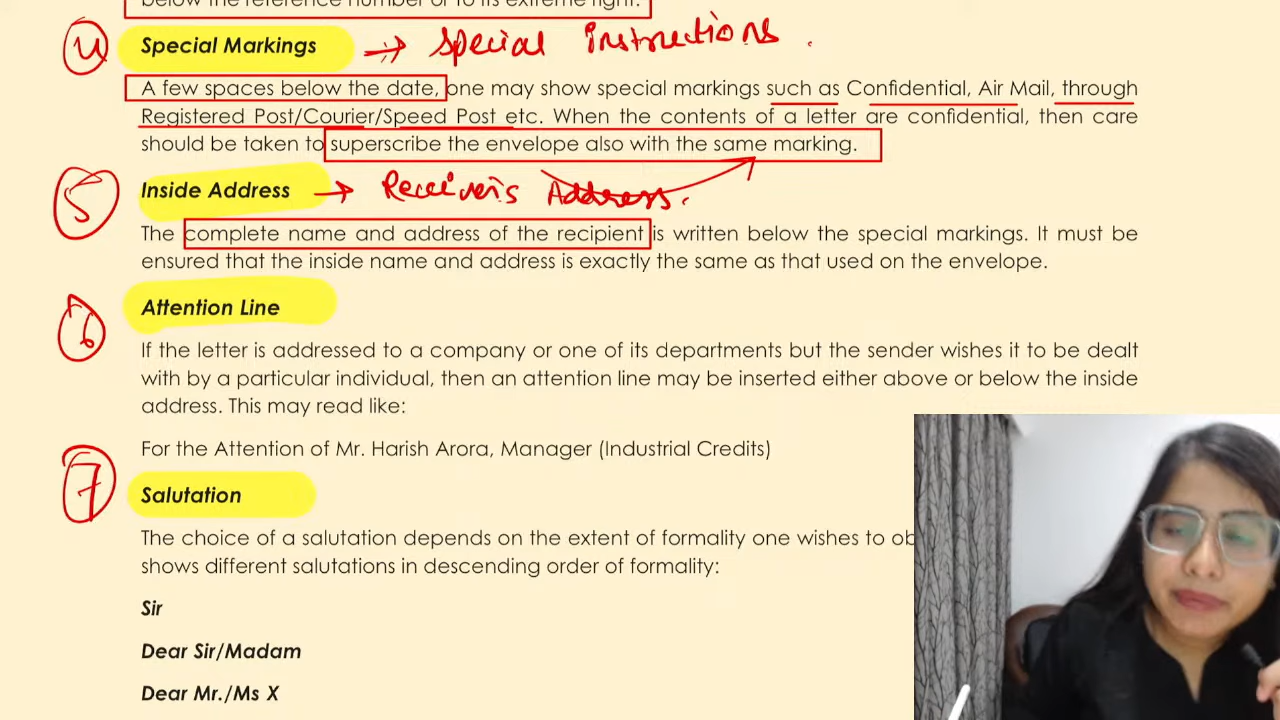 below the reference number or to its extreme right.
4 Special Markings → Special Instructions.
A few spaces below the date, one may show special markings such as Confidential, Air Mail, through
Registered Post/Courier/Speed Post etc. When the contents of a letter are confidential, then care
should be taken to superscribe the envelope also with the same marking.
5 Inside Address → Receiver's Address.
The complete name and address of the recipient is written below the special markings. It must be
ensured that the inside name and address is exactly the same as that used on the envelope.
6 Attention Line
If the letter is addressed to a company or one of its departments but the sender wishes it to be dealt
with by a particular individual, then an attention line may be inserted either above or below the inside
address. This may read like:
For the Attention of Mr. Harish Arora, Manager (Industrial Credits)
7 Salutation
The choice of a salutation depends on the extent of formality one wishes to ob
shows different salutations in descending order of formality:
Sir
Dear Sir/Madam
Dear Mr./Ms X